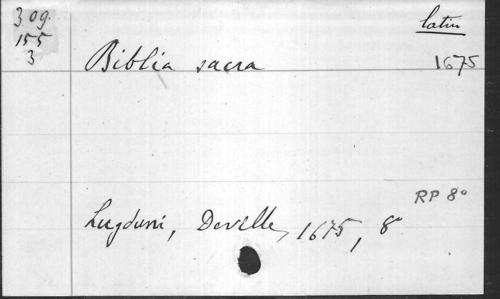 309. latin
155
3
Biblia sacra 1675
RP 8°
Lugduni, Deville, 1675, 8°